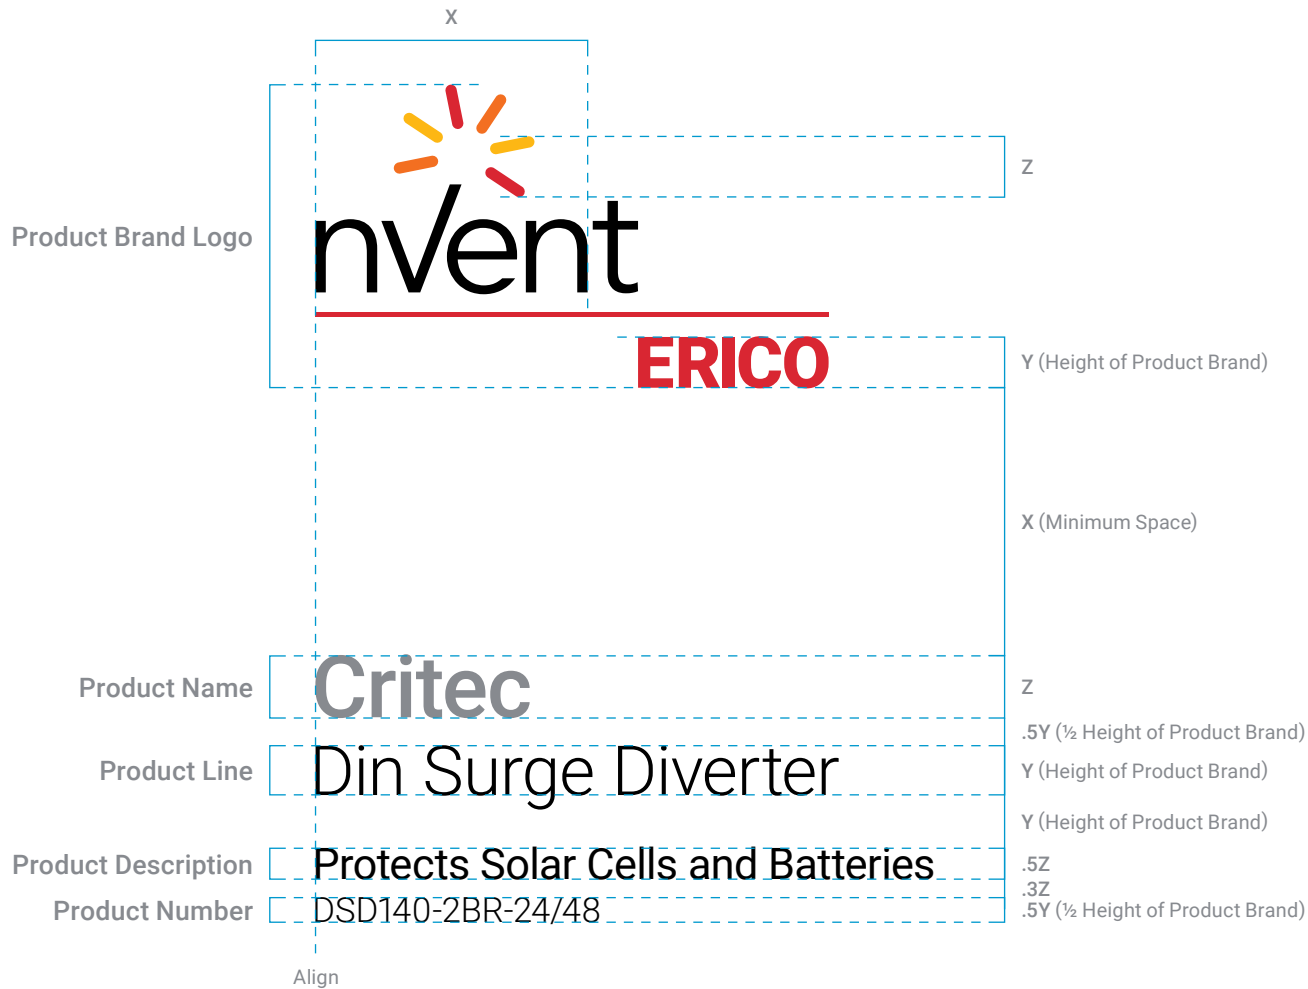 X
Z
Product Brand Logo
nvent
ERICO
Y (Height of Product Brand)
X (Minimum Space)
Product Name
Critec
Z
.5Y (½ Height of Product Brand)
Product Line
Din Surge Diverter
Y (Height of Product Brand)
Y (Height of Product Brand)
Product Description
Protects Solar Cells and Batteries
.5Z
.3Z
Product Number
DSD140-2BR-24/48
.5Y (½ Height of Product Brand)
Align